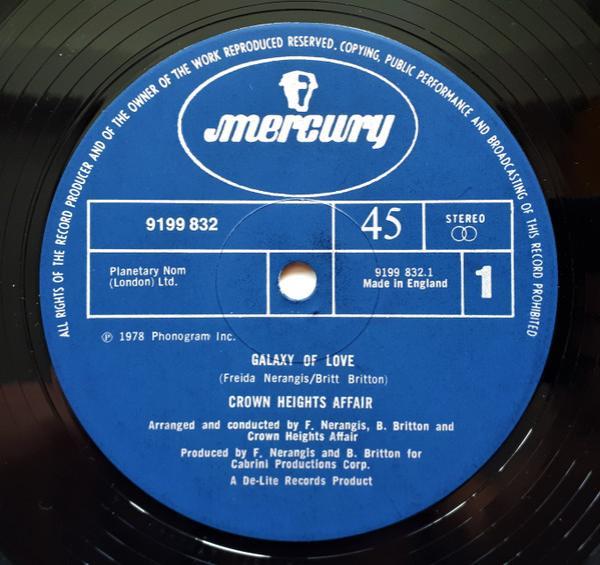 ALL RIGHTS OF THE RECORD PRODUCER AND OF THE OWNER OF THE WORK REPRODUCED RESERVED. COPYING, PUBLIC PERFORMANCE AND BROADCASTING OF THIS RECORD PROHIBITED
mercury
9199 832
45
STEREO
Planetary Nom
(London) Ltd.
9199 832.1
Made in England
1
℗ 1978 Phonogram Inc.
GALAXY OF LOVE
(Freida Nerangis/Britt Britton)
CROWN HEIGHTS AFFAIR
Arranged and conducted by F. Nerangis, B. Britton and
Crown Heights Affair
Produced by F. Nerangis and B. Britton for
Cabrini Productions Corp.
A De-Lite Records Product